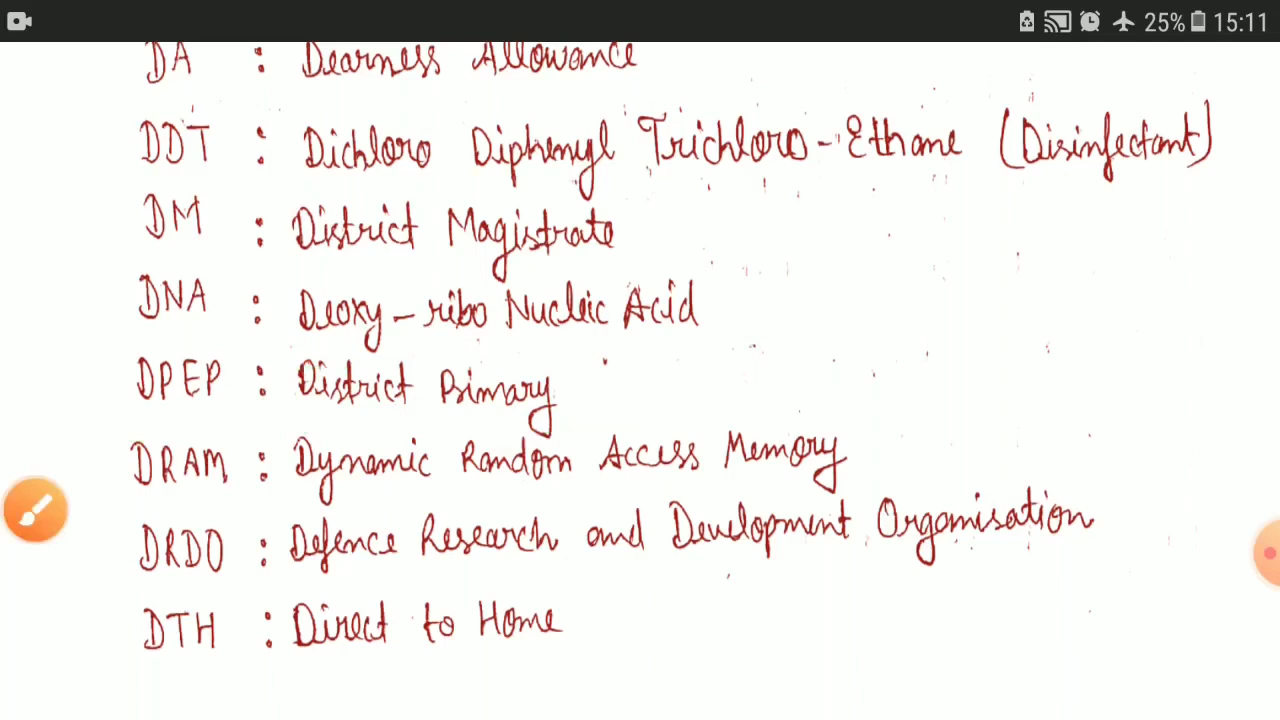 25% 15:11
DA : Dearness Allowance
DDT : Dichloro Diphenyl Trichloro-Ethane (Disinfectant)
DM : District Magistrate
DNA : Deoxy-ribo Nucleic Acid
DPEP : District Primary
DRAM : Dynamic Random Access Memory
DRDO : Defence Research and Development Organisation
DTH : Direct to Home